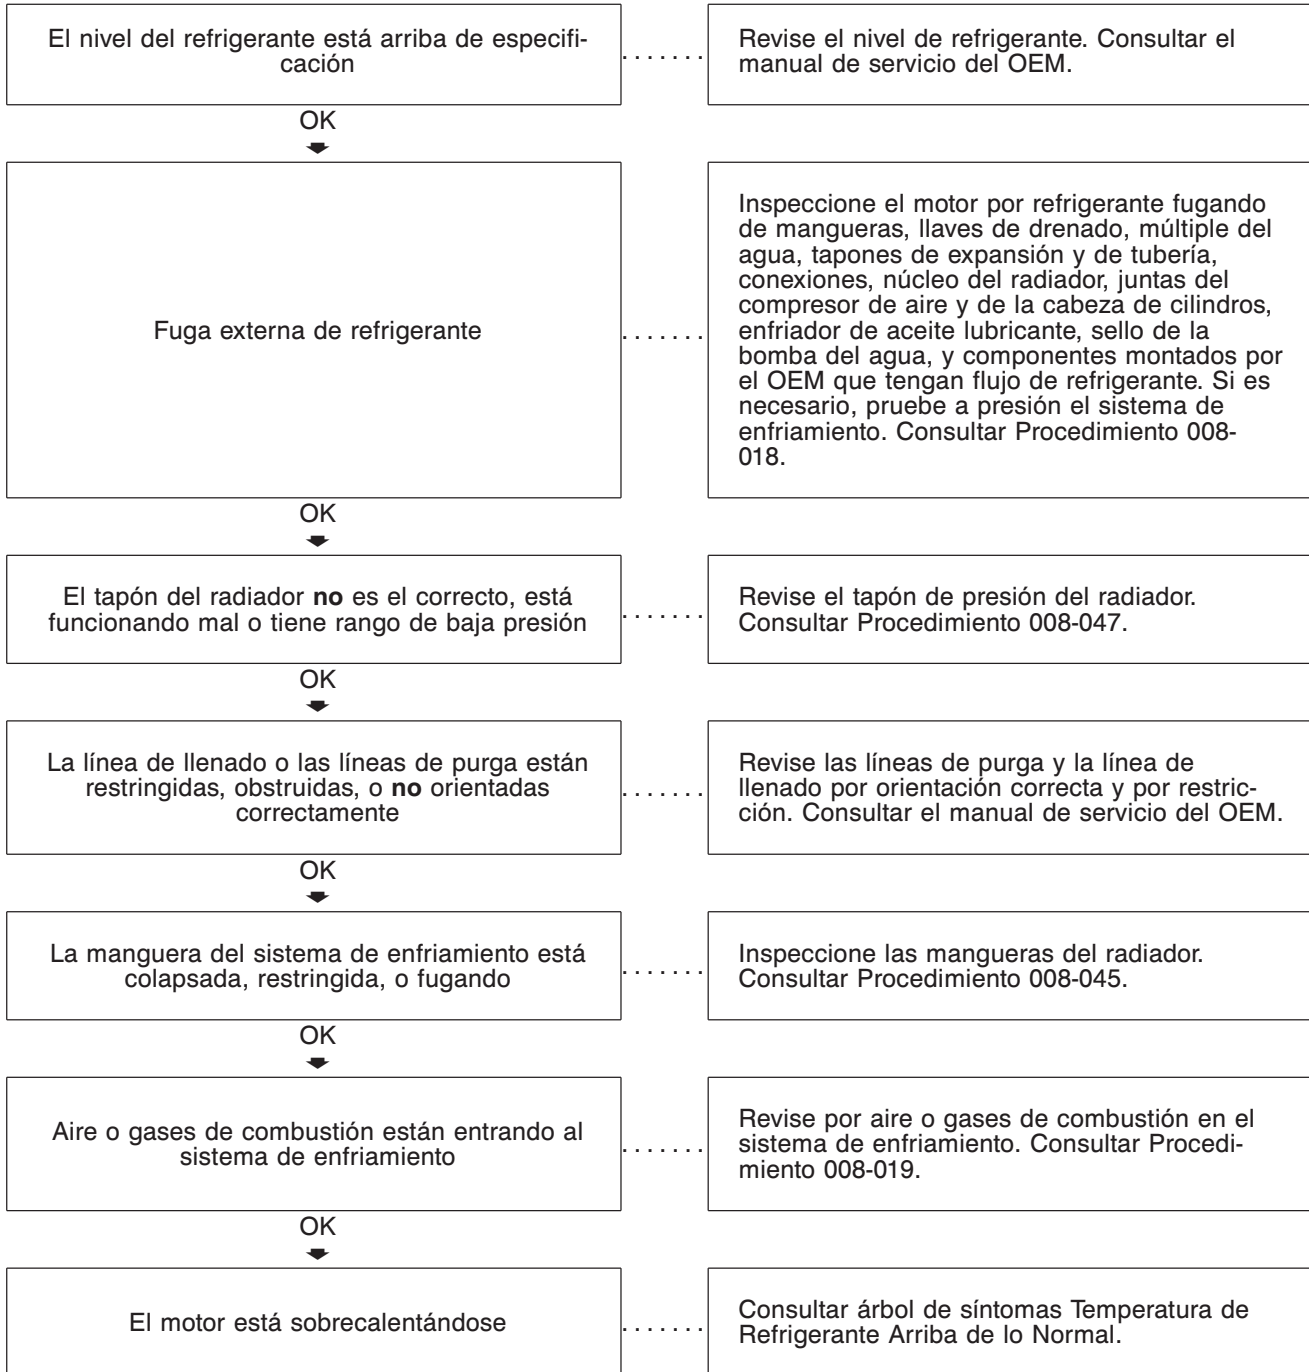 El nivel del refrigerante está arriba de especifi-
cación
. . . . . . .
Revise el nivel de refrigerante. Consultar el
manual de servicio del OEM.
OK
Fuga externa de refrigerante
. . . . . . .
Inspeccione el motor por refrigerante fugando
de mangueras, llaves de drenado, múltiple del
agua, tapones de expansión y de tubería,
conexiones, núcleo del radiador, juntas del
compresor de aire y de la cabeza de cilindros,
enfriador de aceite lubricante, sello de la
bomba del agua, y componentes montados por
el OEM que tengan flujo de refrigerante. Si es
necesario, pruebe a presión el sistema de
enfriamiento. Consultar Procedimiento 008-
018.
OK
El tapón del radiador no es el correcto, está
funcionando mal o tiene rango de baja presión
. . . . . . .
Revise el tapón de presión del radiador.
Consultar Procedimiento 008-047.
OK
La línea de llenado o las líneas de purga están
restringidas, obstruidas, o no orientadas
correctamente
. . . . . . .
Revise las líneas de purga y la línea de
llenado por orientación correcta y por restric-
ción. Consultar el manual de servicio del OEM.
OK
La manguera del sistema de enfriamiento está
colapsada, restringida, o fugando
. . . . . . .
Inspeccione las mangueras del radiador.
Consultar Procedimiento 008-045.
OK
Aire o gases de combustión están entrando al
sistema de enfriamiento
. . . . . . .
Revise por aire o gases de combustión en el
sistema de enfriamiento. Consultar Procedi-
miento 008-019.
OK
El motor está sobrecalentándose
. . . . . . .
Consultar árbol de síntomas Temperatura de
Refrigerante Arriba de lo Normal.